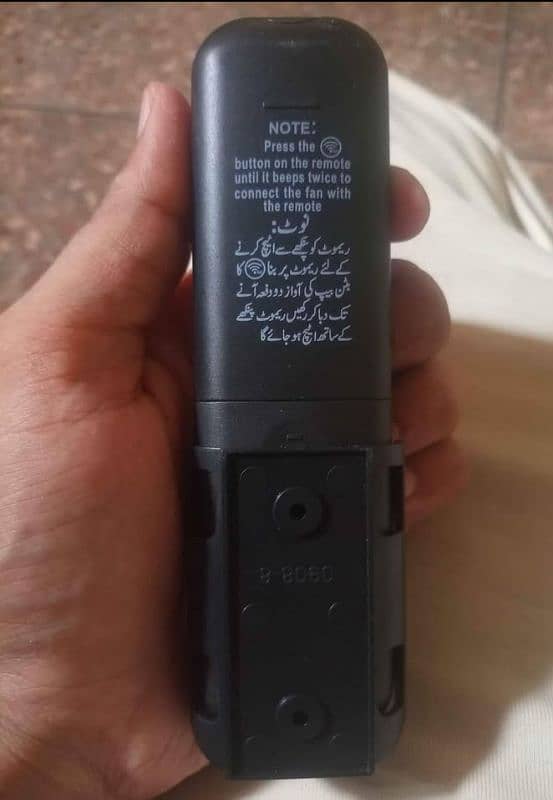 NOTE:
Press the
button on the remote
until it beeps twice to
connect the fan with
the remote
نوٹ:
ریموٹ کو پنکھے سے اٹیچ کرنے
کے لئے ریموٹ پر بنا کا
بٹن بیپ کی آواز دو دفعہ آنے
تک دبا کر رکھیں ریموٹ پنکھے
کے ساتھ اٹیچ ہو جائے گا